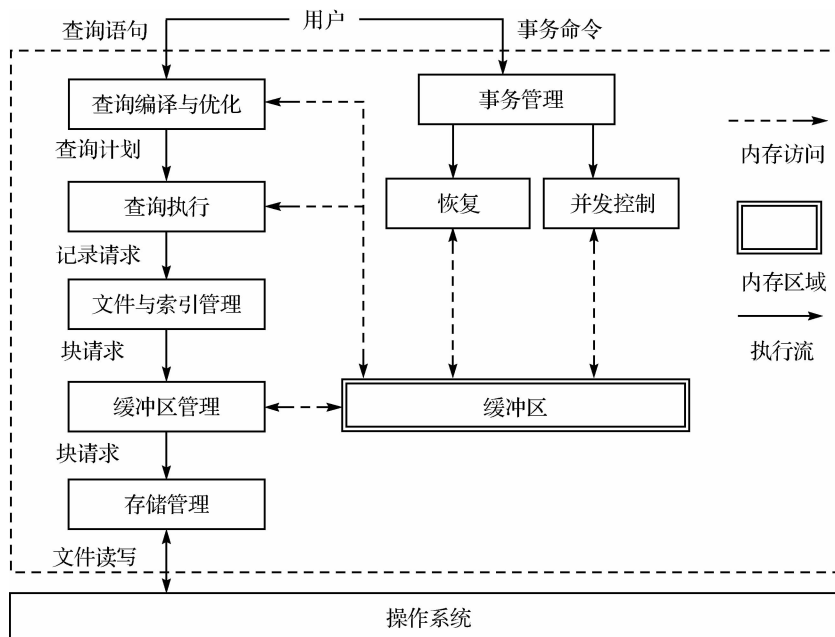 用户
查询语句
事务命令
查询编译与优化
事务管理
查询计划
内存访问
查询执行
恢复
并发控制
记录请求
内存区域
文件与索引管理
块请求
执行流
缓冲区管理
缓冲区
块请求
存储管理
文件读写
操作系统